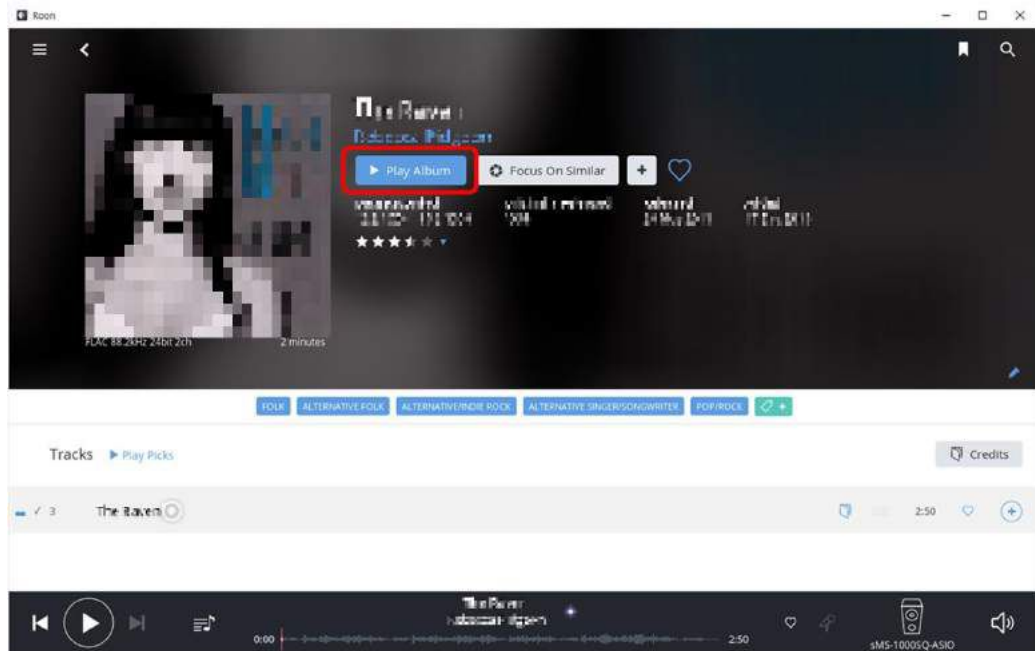 Roon
The Raven
Play Album
Focus On Similar
FLAC 88.2kHz 24bit 2ch
2 minutes
FOLK
ALTERNATIVE FOLK
ALTERNATIVE/INDIE ROCK
ALTERNATIVE SINGER/SONGWRITER
POP/ROCK
Tracks
Play Picks
Credits
3
The Raven
2:50
The Raven
0:00
2:50
sMS-1000SQ-ASIO